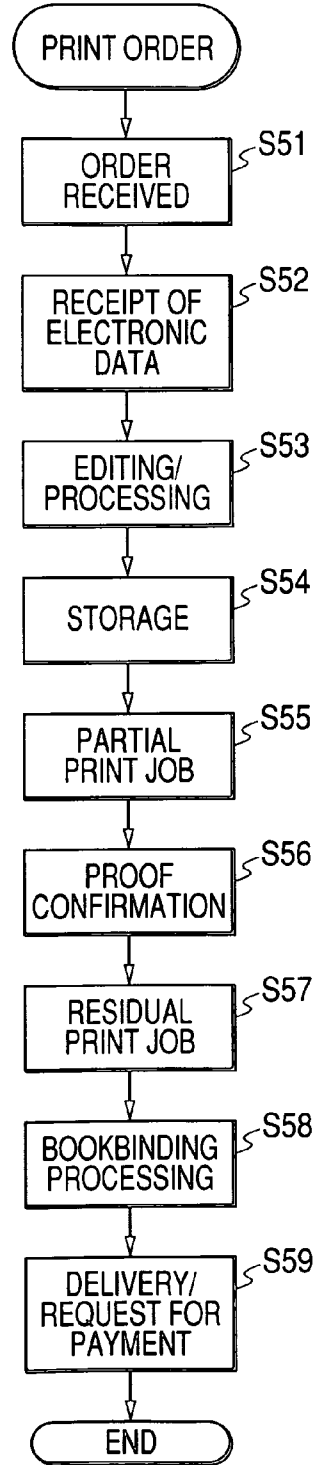 PRINT ORDER
S51
ORDER
RECEIVED
S52
RECEIPT OF
ELECTRONIC
DATA
S53
EDITING/
PROCESSING
S54
STORAGE
S55
PARTIAL
PRINT JOB
S56
PROOF
CONFIRMATION
S57
RESIDUAL
PRINT JOB
S58
BOOKBINDING
PROCESSING
S59
DELIVERY/
REQUEST FOR
PAYMENT
END